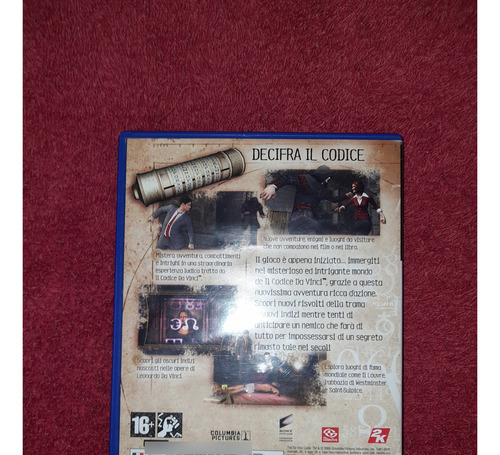 DECIFRA IL CODICE
Nuove avventure, enigmi e luoghi da visitare
che non compaiono nel film o nel libro.
Mistero, avventura, combattimenti
e intrighi in una straordinaria
esperienza ludica tratta da
Il Codice Da Vinci™.
Il gioco è appena iniziato... Immergiti
nel misterioso ed intrigante mondo
de Il Codice Da Vinci™, grazie a questa
nuovissima avventura ricca d'azione.
Scopri nuovi risvolti della trama
e nuovi indizi mentre tenti di
anticipare un nemico che farà di
tutto per impossessarsi di un segreto
rimasto tale nei secoli!
Scopri gli oscuri indizi
nascosti nelle opere di
Leonardo Da Vinci.
Esplora luoghi di fama
mondiale come Il Louvre,
l'abbazia di Westminster
e Saint-Sulpice.
16+
COLUMBIA
PICTURES
SONY
2K